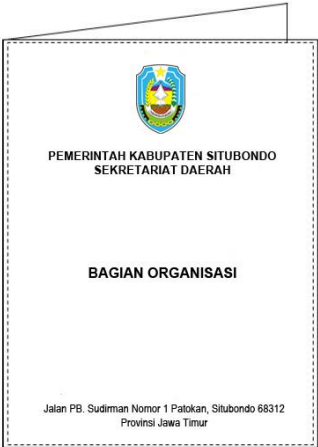 PEMERINTAH KABUPATEN SITUBONDO
SEKRETARIAT DAERAH
BAGIAN ORGANISASI
Jalan PB. Sudirman Nomor 1 Patokan, Situbondo 68312
Provinsi Jawa Timur